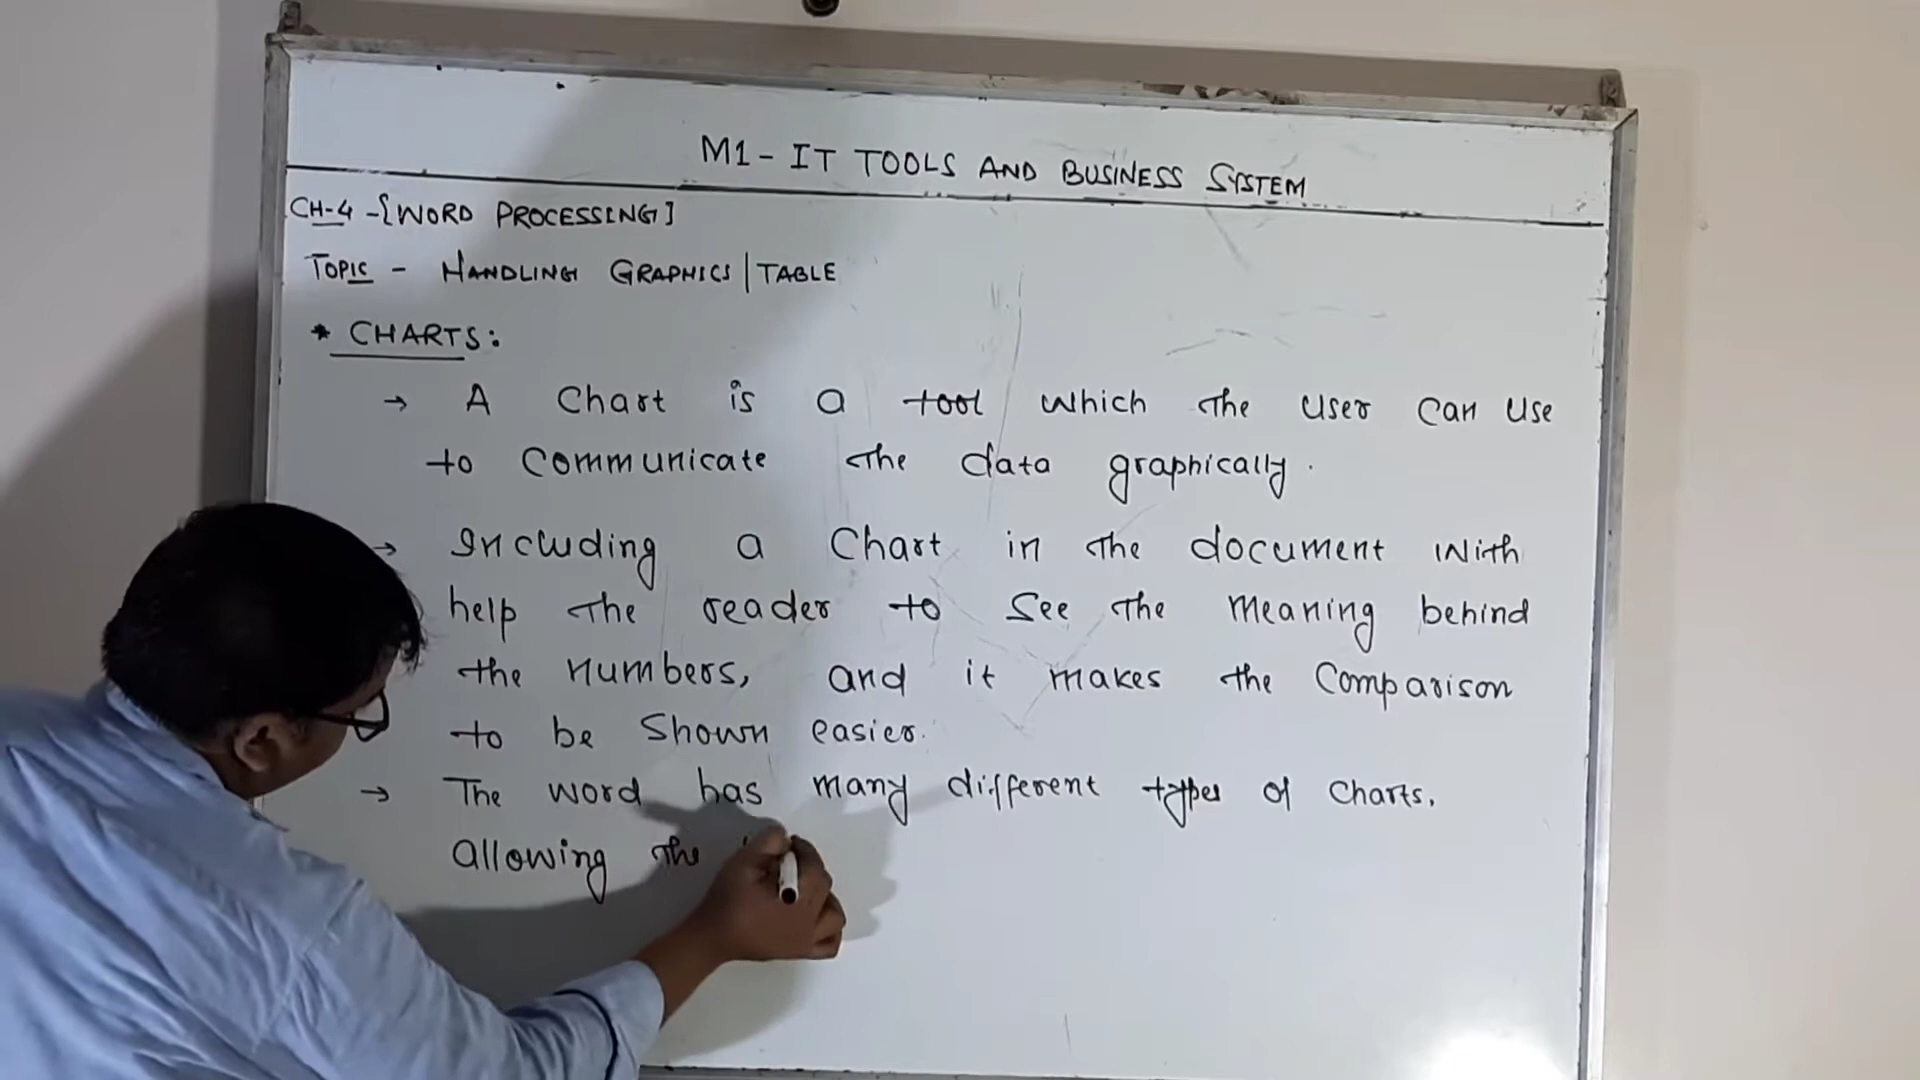 M1 - IT TOOLS AND BUSINESS SYSTEM
CH-4 - [WORD PROCESSING]
TOPIC - HANDLING GRAPHICS | TABLE
* CHARTS:
→ A Chart is a tool which the user can use
to communicate the data graphically.
→ Including a Chart in the document with
help the reader to see the meaning behind
the numbers, and it makes the comparison
to be shown easier.
→ The word has many different types of charts,
allowing the